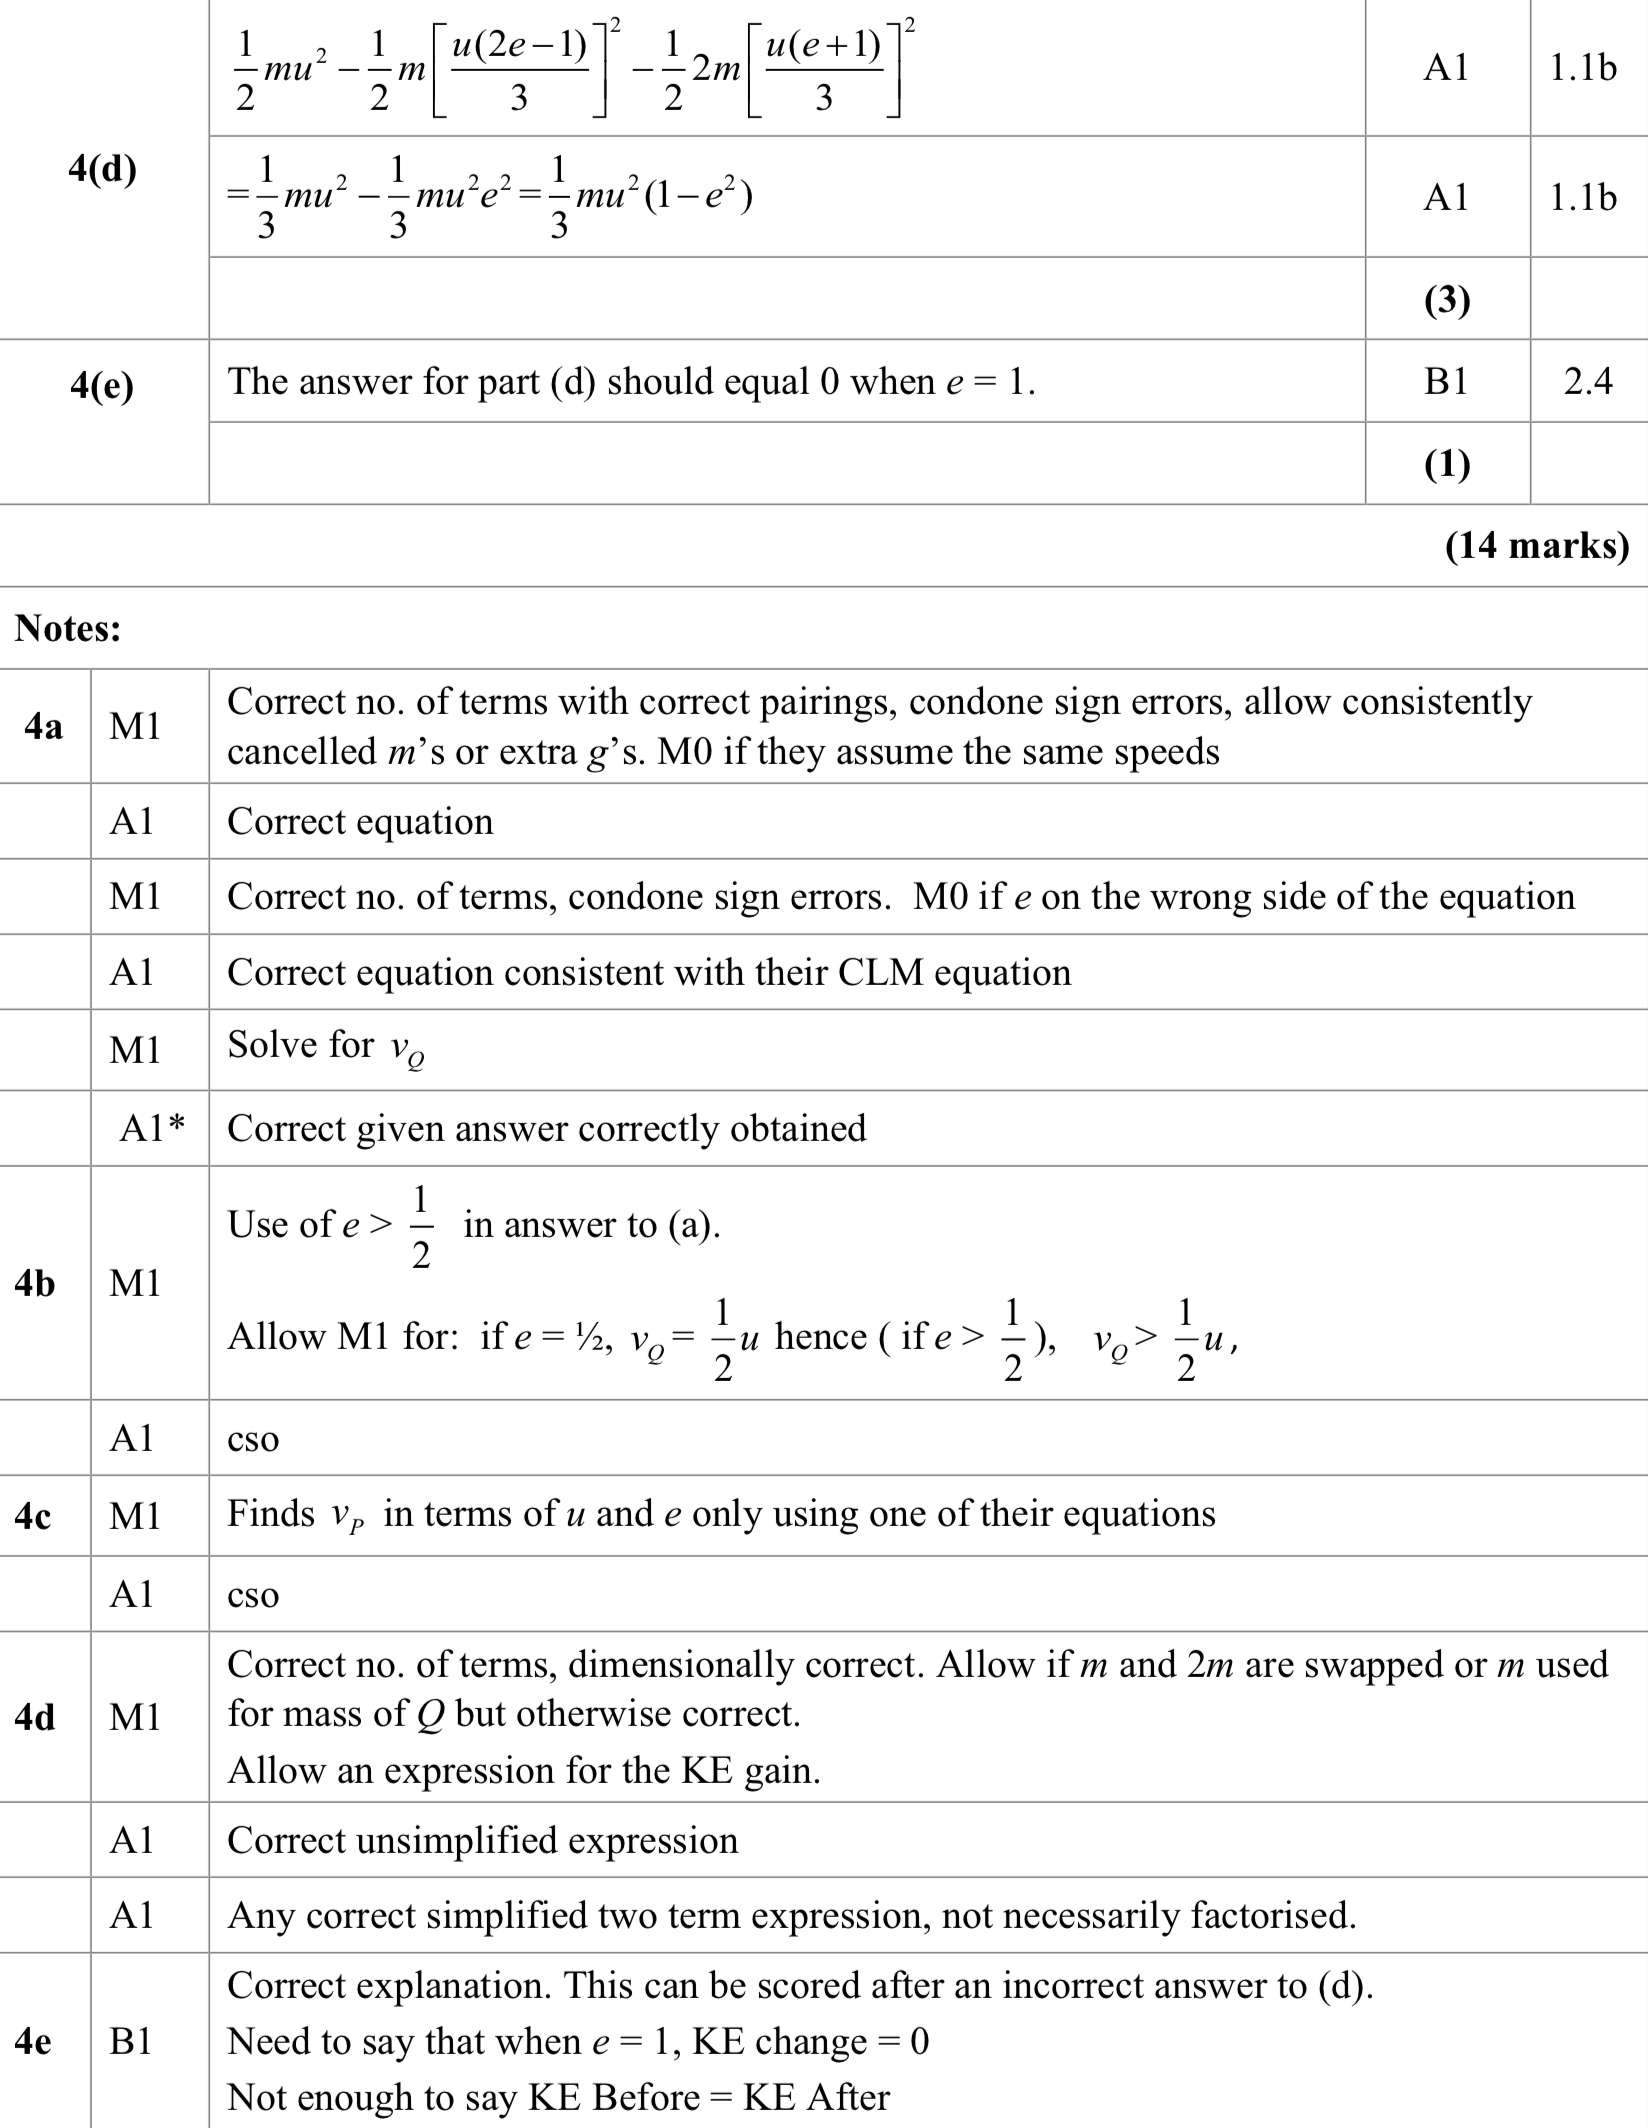 4(d) \frac{1}{2}mu^2 - \frac{1}{2}m\left[\frac{u(2e-1)}{3}\right]^2 - \frac{1}{2}2m\left[\frac{u(e+1)}{3}\right]^2 A1 1.1b
=\frac{1}{3}mu^2 - \frac{1}{3}mu^2e^2 = \frac{1}{3}mu^2(1-e^2) A1 1.1b
(3)
4(e) The answer for part (d) should equal 0 when e = 1. B1 2.4
(1)
(14 marks)
Notes:
4a M1 Correct no. of terms with correct pairings, condone sign errors, allow consistently
cancelled m’s or extra g’s. M0 if they assume the same speeds
A1 Correct equation
M1 Correct no. of terms, condone sign errors. M0 if e on the wrong side of the equation
A1 Correct equation consistent with their CLM equation
M1 Solve for v_Q
A1* Correct given answer correctly obtained
4b M1 Use of e > \frac{1}{2} in answer to (a).
Allow M1 for: if e = ½, v_Q = \frac{1}{2}u hence ( if e > \frac{1}{2}), v_Q > \frac{1}{2}u,
A1 cso
4c M1 Finds v_P in terms of u and e only using one of their equations
A1 cso
4d M1 Correct no. of terms, dimensionally correct. Allow if m and 2m are swapped or m used
for mass of Q but otherwise correct.
Allow an expression for the KE gain.
A1 Correct unsimplified expression
A1 Any correct simplified two term expression, not necessarily factorised.
4e B1 Correct explanation. This can be scored after an incorrect answer to (d).
Need to say that when e = 1, KE change = 0
Not enough to say KE Before = KE After